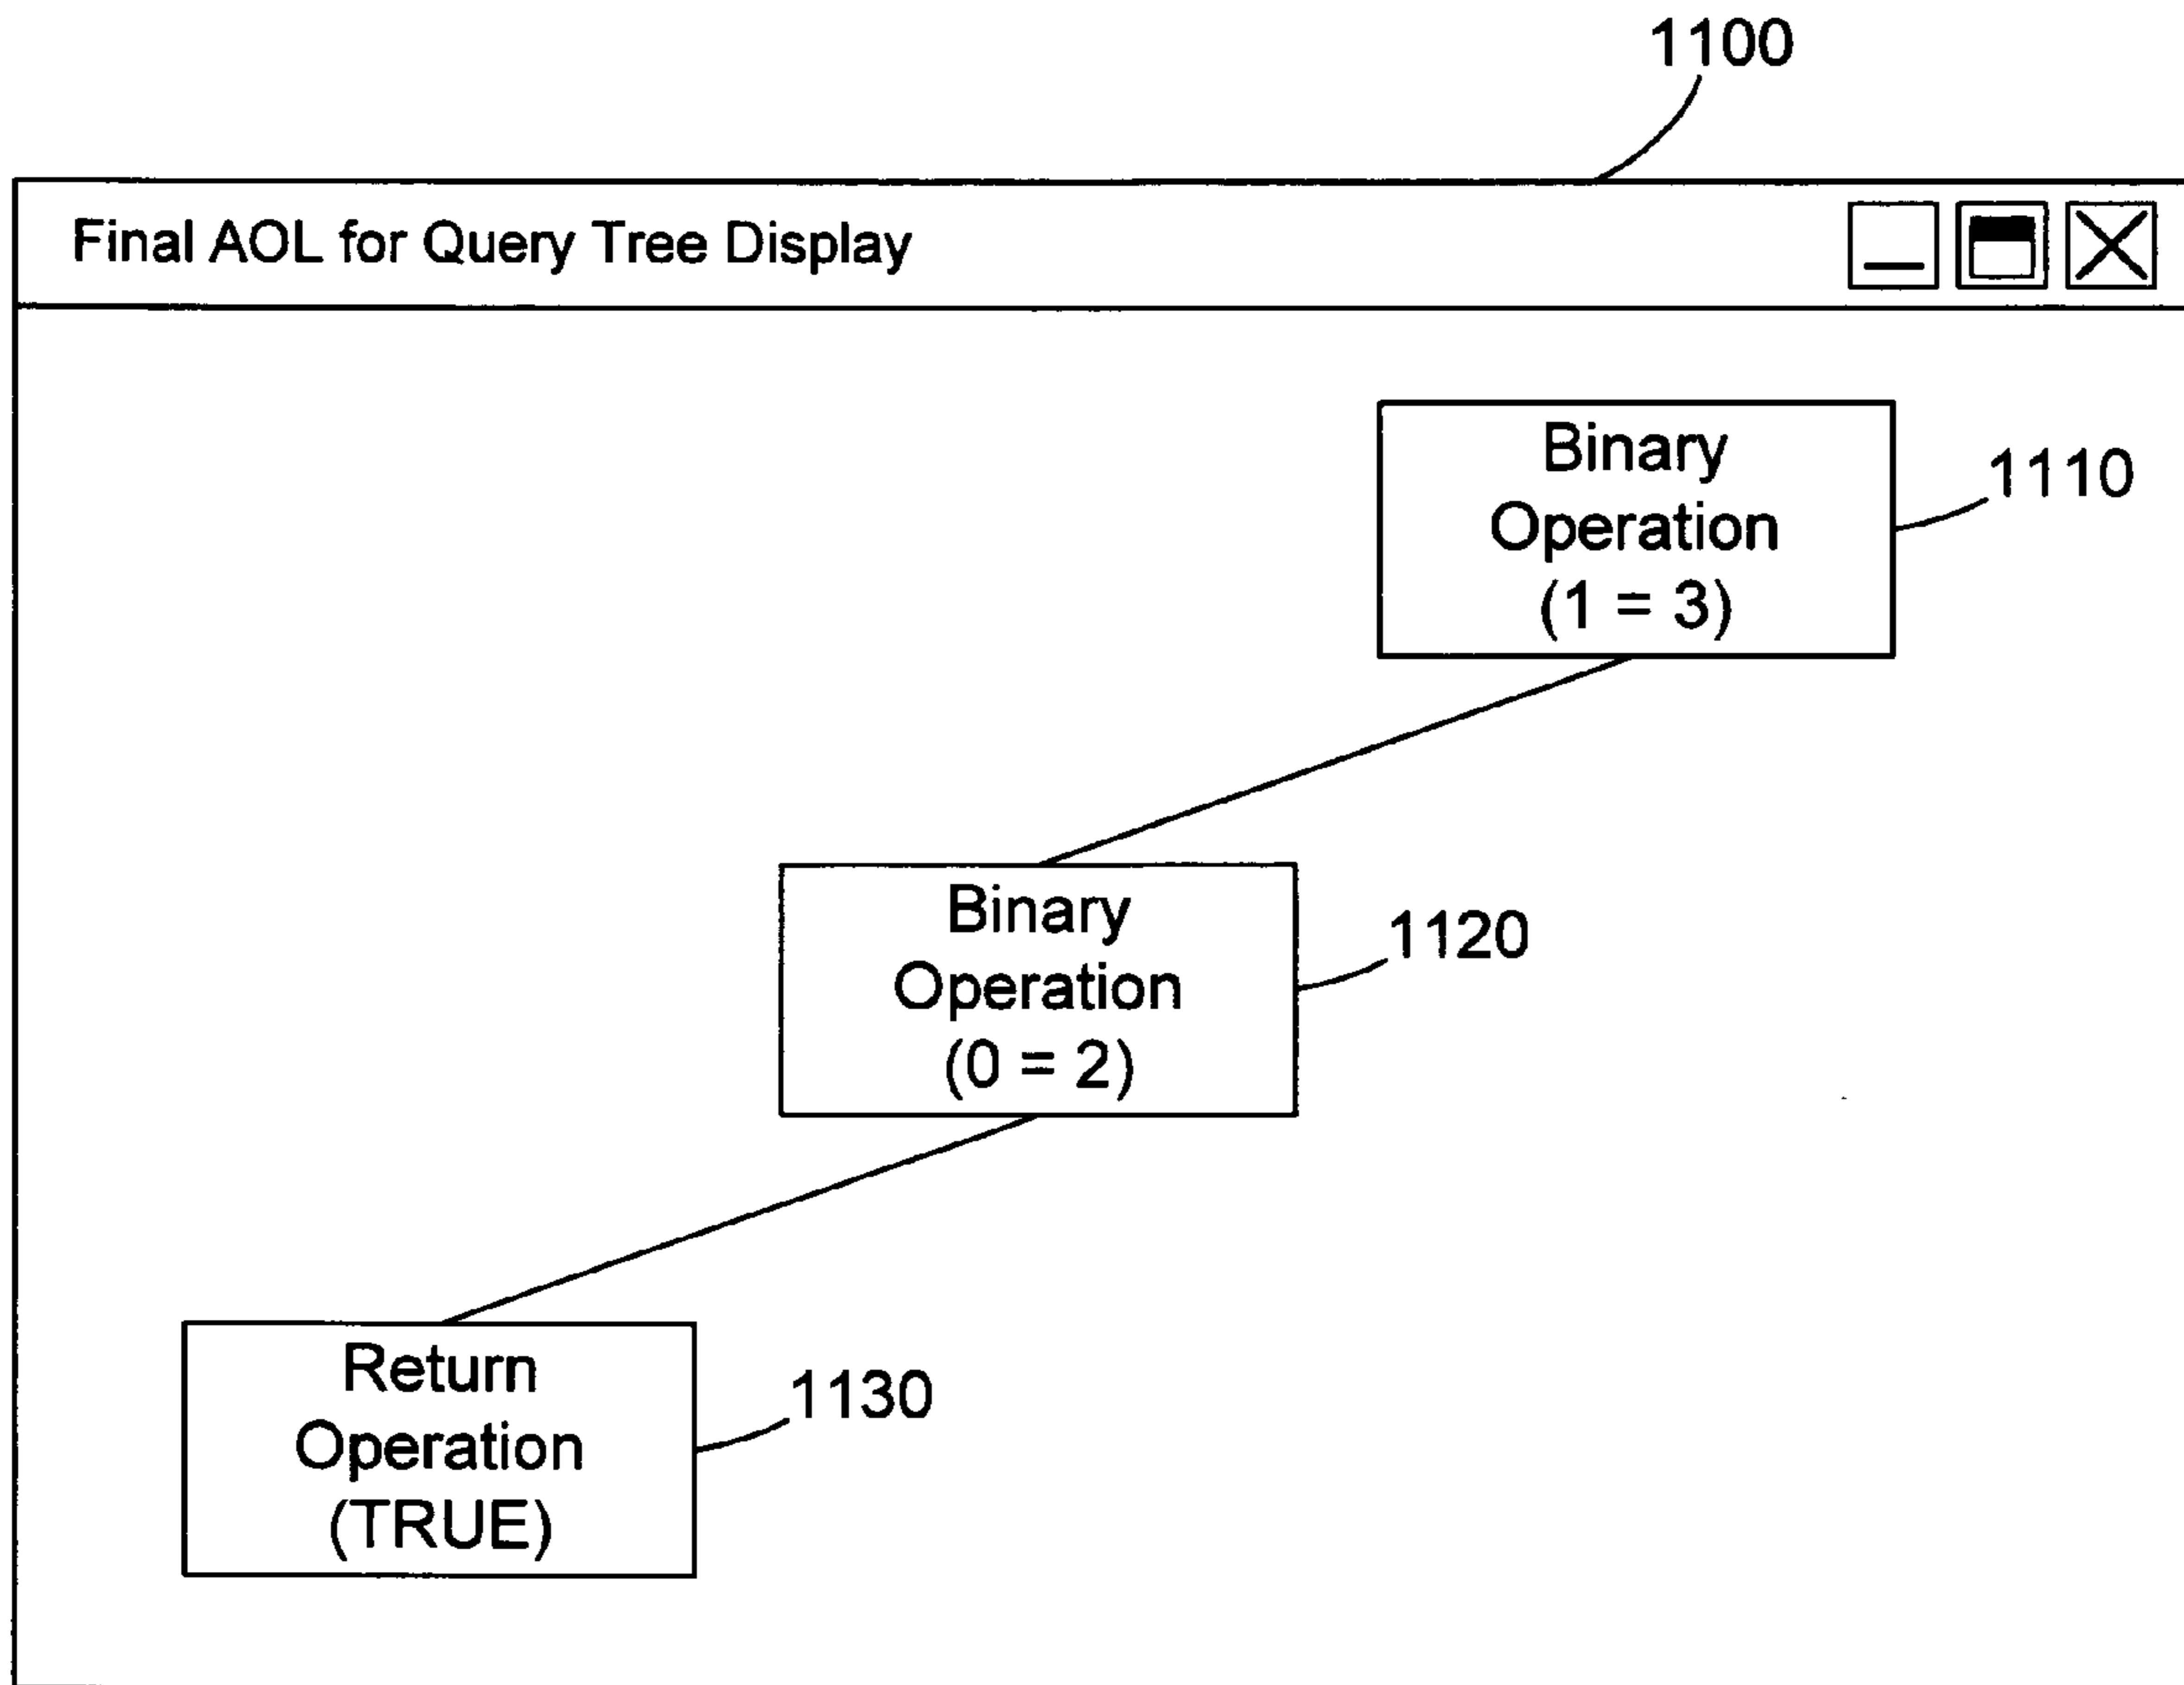 1100
Final AOL for Query Tree Display
Binary
Operation
(1 = 3)
1110
Binary
Operation
(0 = 2)
1120
Return
Operation
(TRUE)
1130